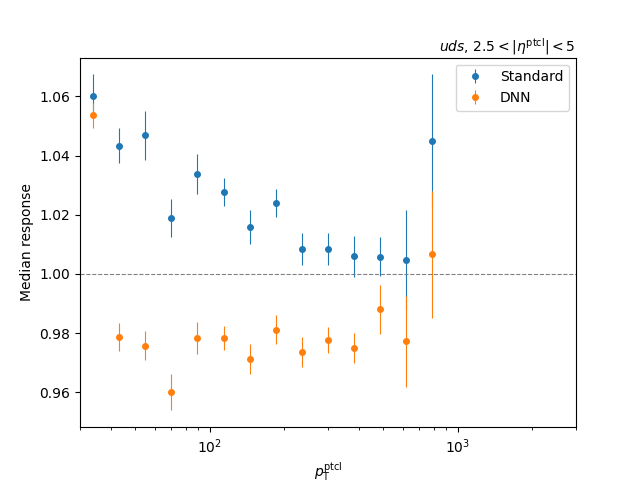 uds, 2.5 < |η^ptcl| < 5
Standard
DNN
Median response
1.06
1.04
1.02
1.00
0.98
0.96
10^2
10^3
p_T^ptcl